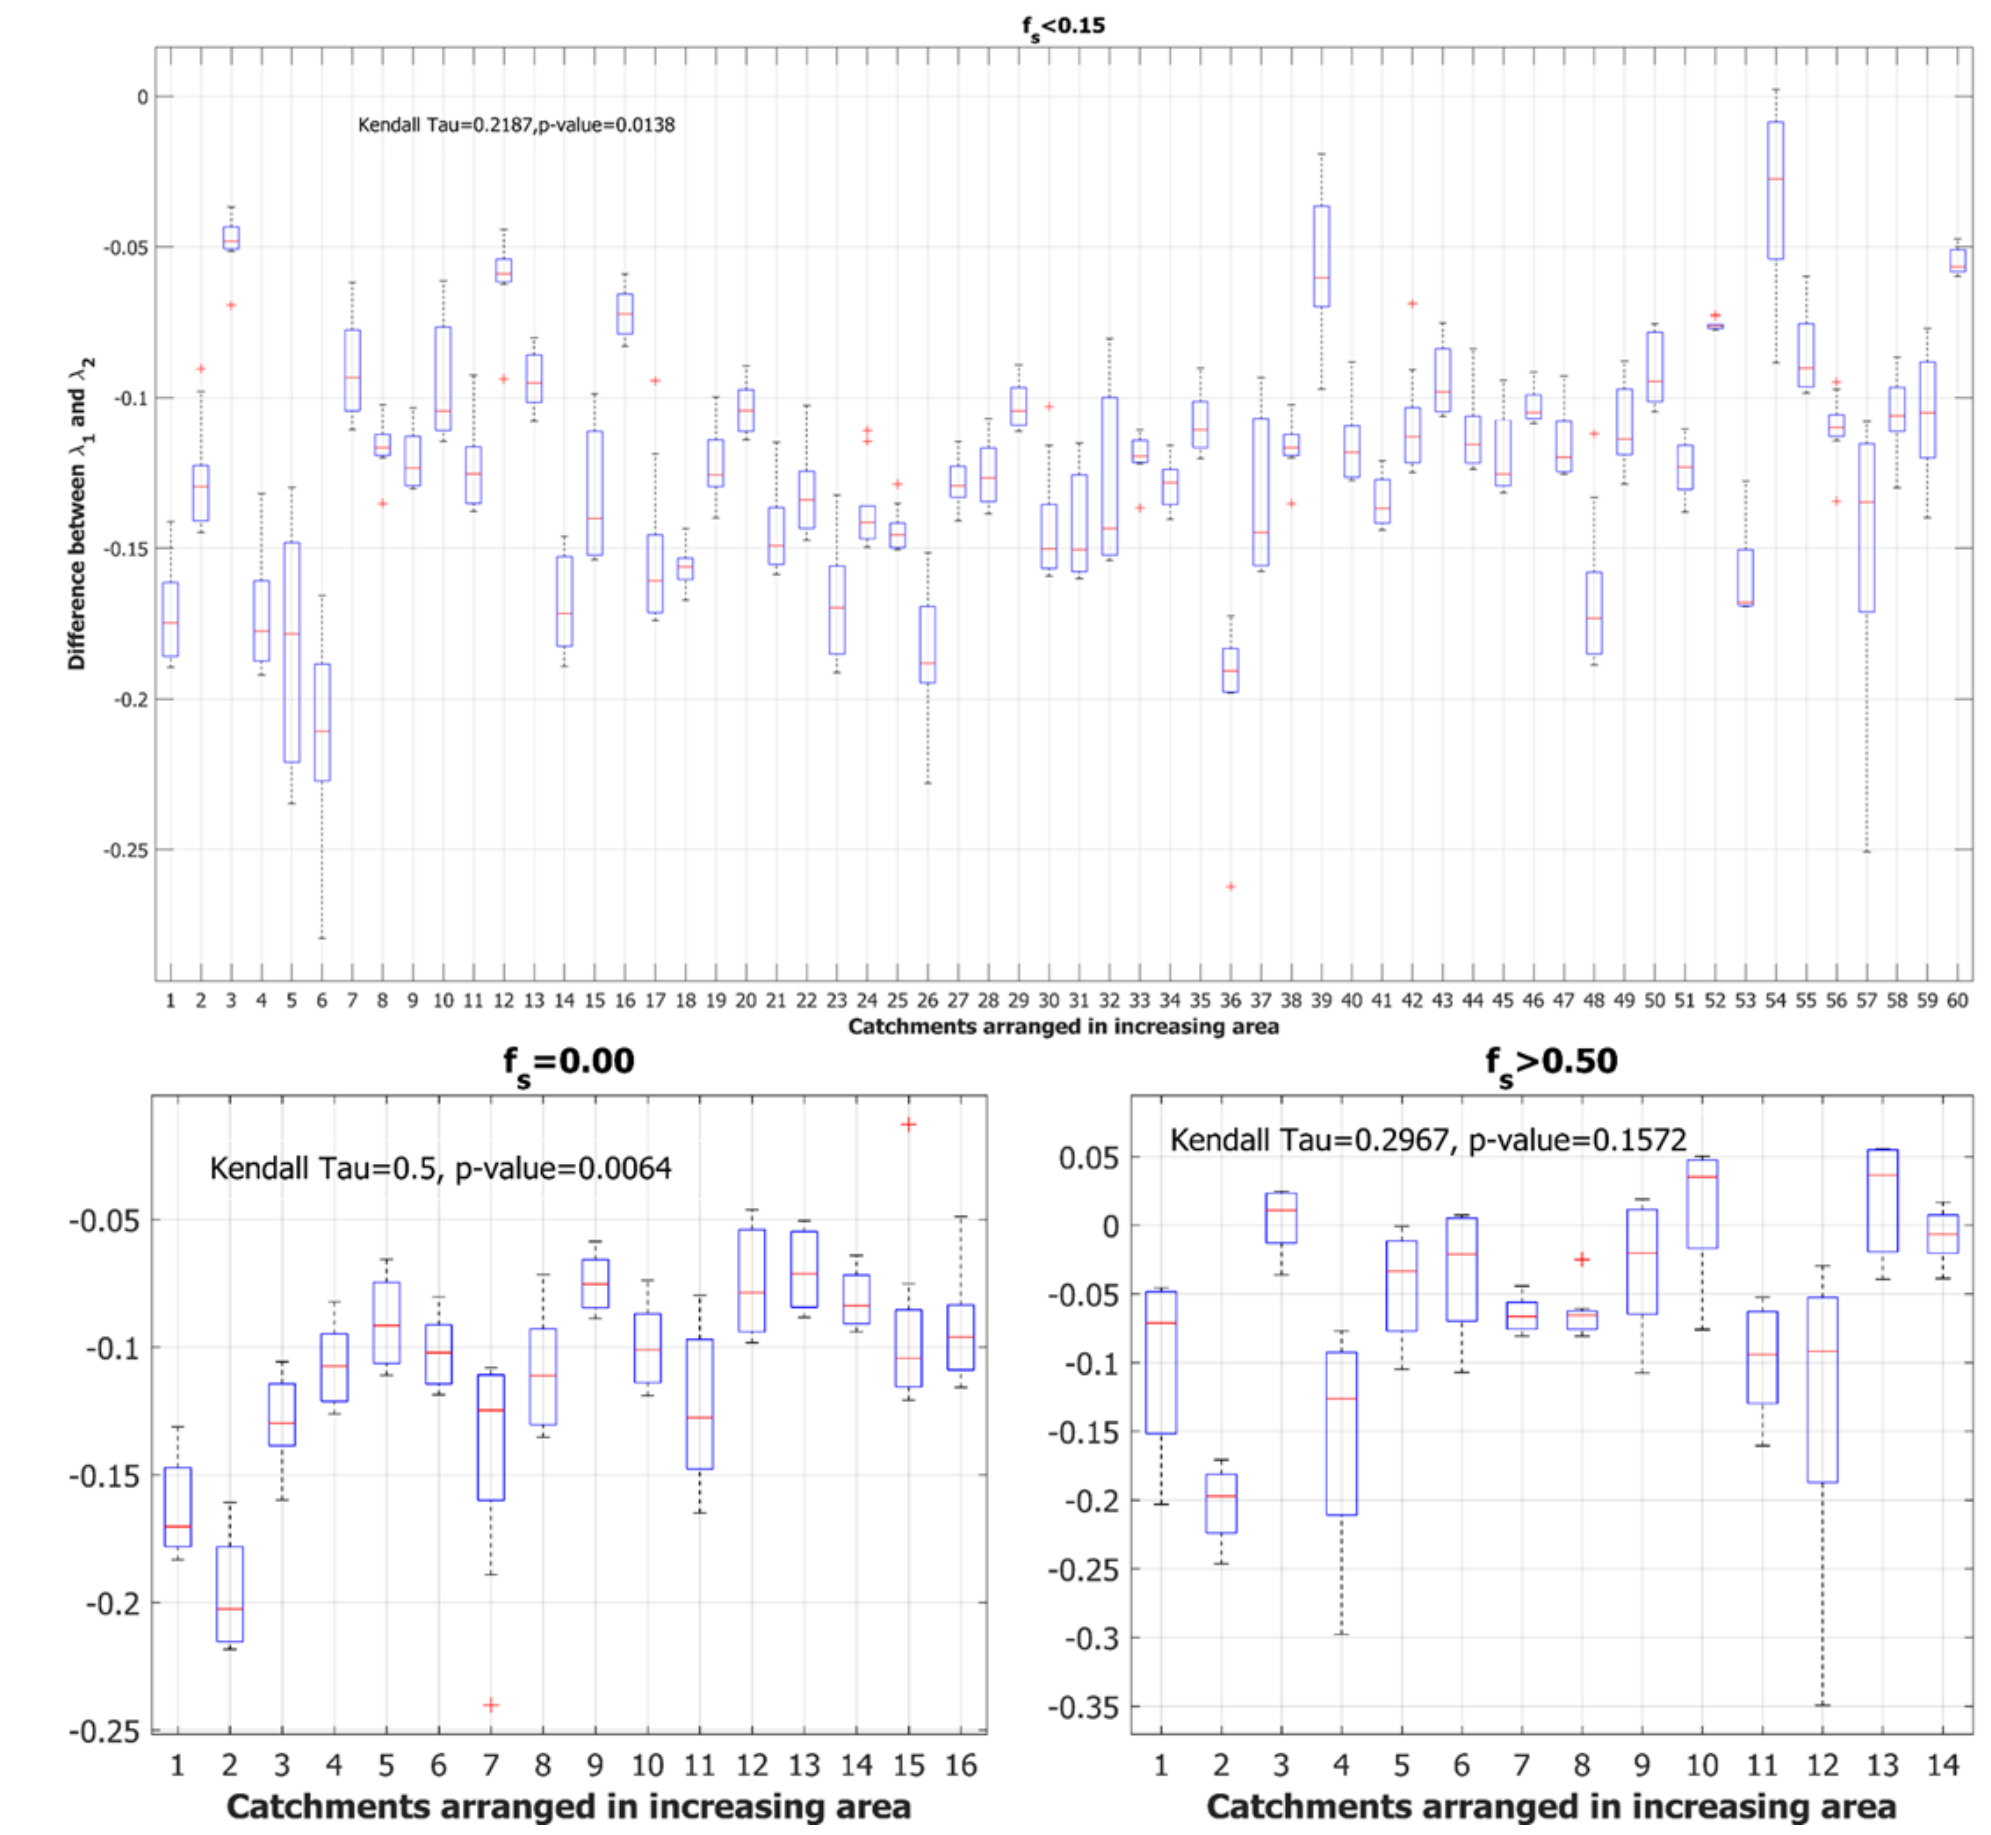 fs<0.15
Kendall Tau=0.2187,p-value=0.0138
Difference between λ1 and λ2
0
-0.05
-0.1
-0.15
-0.2
-0.25
1 2 3 4 5 6 7 8 9 10 11 12 13 14 15 16 17 18 19 20 21 22 23 24 25 26 27 28 29 30 31 32 33 34 35 36 37 38 39 40 41 42 43 44 45 46 47 48 49 50 51 52 53 54 55 56 57 58 59 60
Catchments arranged in increasing area
fs=0.00
Kendall Tau=0.5, p-value=0.0064
-0.05
-0.1
-0.15
-0.2
-0.25
1 2 3 4 5 6 7 8 9 10 11 12 13 14 15 16
Catchments arranged in increasing area
fs>0.50
Kendall Tau=0.2967, p-value=0.1572
0.05
0
-0.05
-0.1
-0.15
-0.2
-0.25
-0.3
-0.35
1 2 3 4 5 6 7 8 9 10 11 12 13 14
Catchments arranged in increasing area